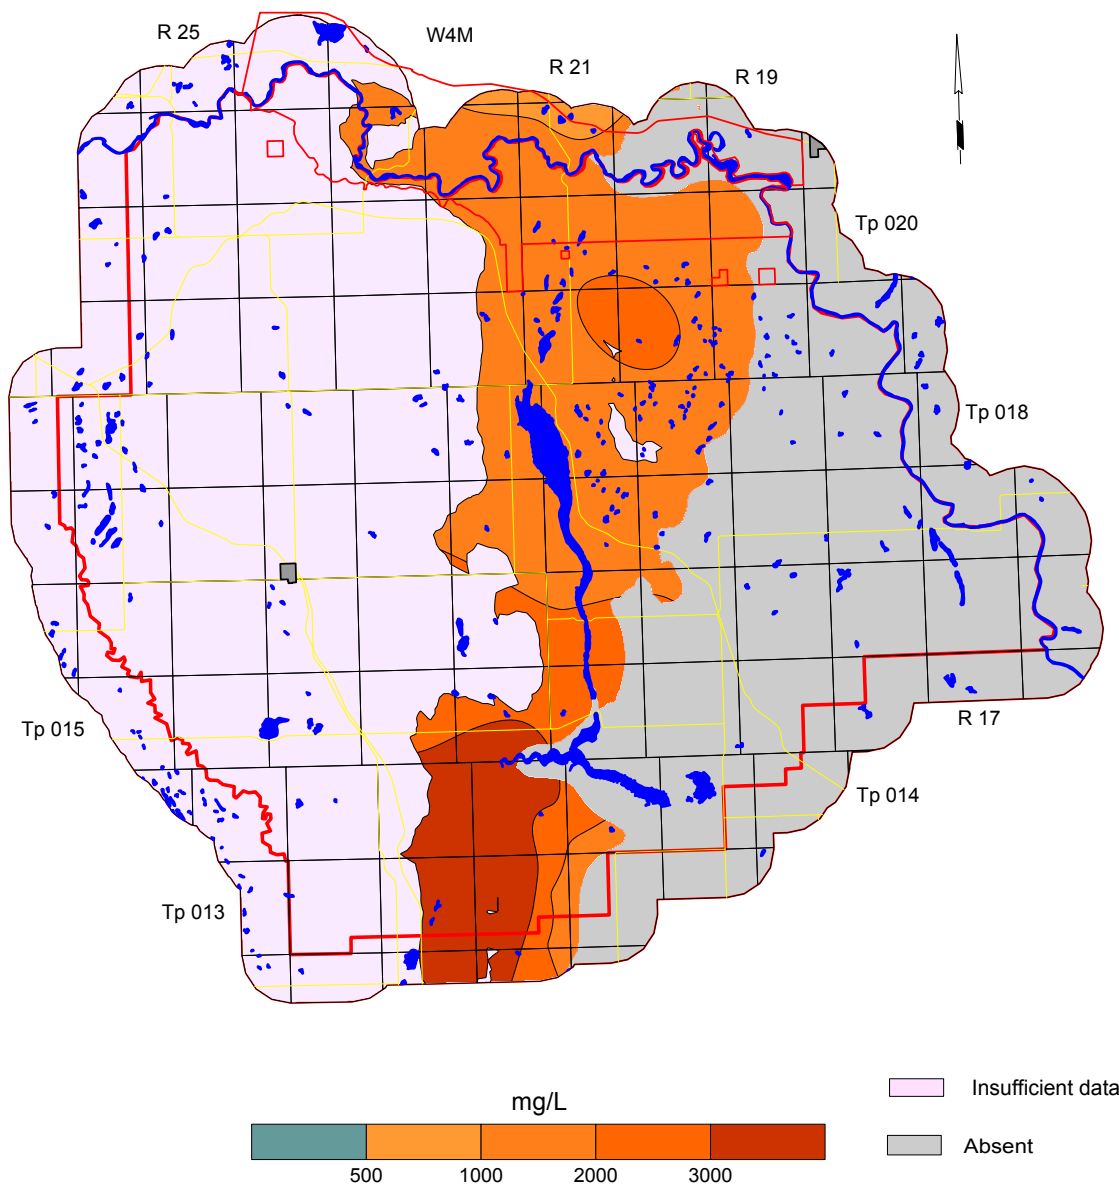 R 25
W4M
R 21
R 19
Tp 020
Tp 018
R 17
Tp 015
Tp 014
Tp 013
mg/L
500 1000 2000 3000
Insufficient data
Absent